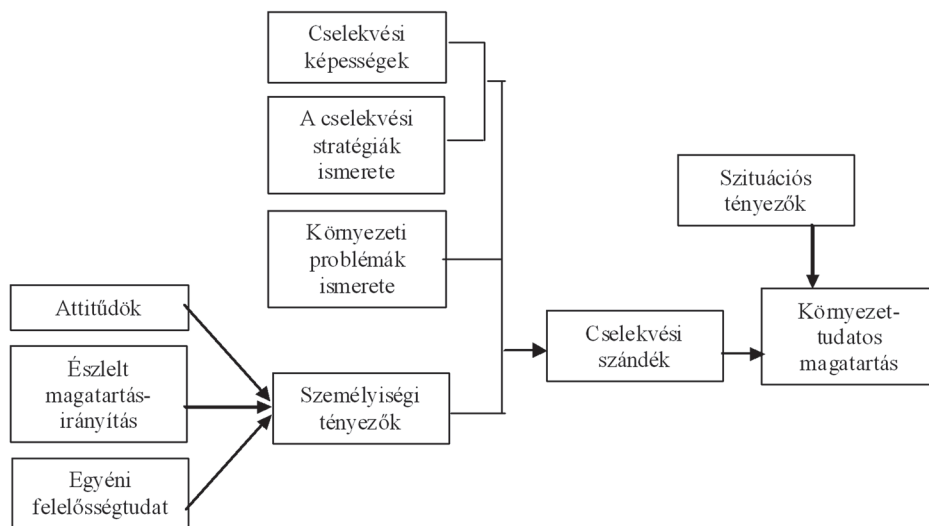 Cselekvési
képességek
A cselekvési
stratégiák
ismerete
Környezeti
problémák
ismerete
Szituációs
tényezők
Attitűdök
Észlelt
magatartás-
irányítás
Egyéni
felelősségtudat
Személyiségi
tényezők
Cselekvési
szándék
Környezet-
tudatos
magatartás